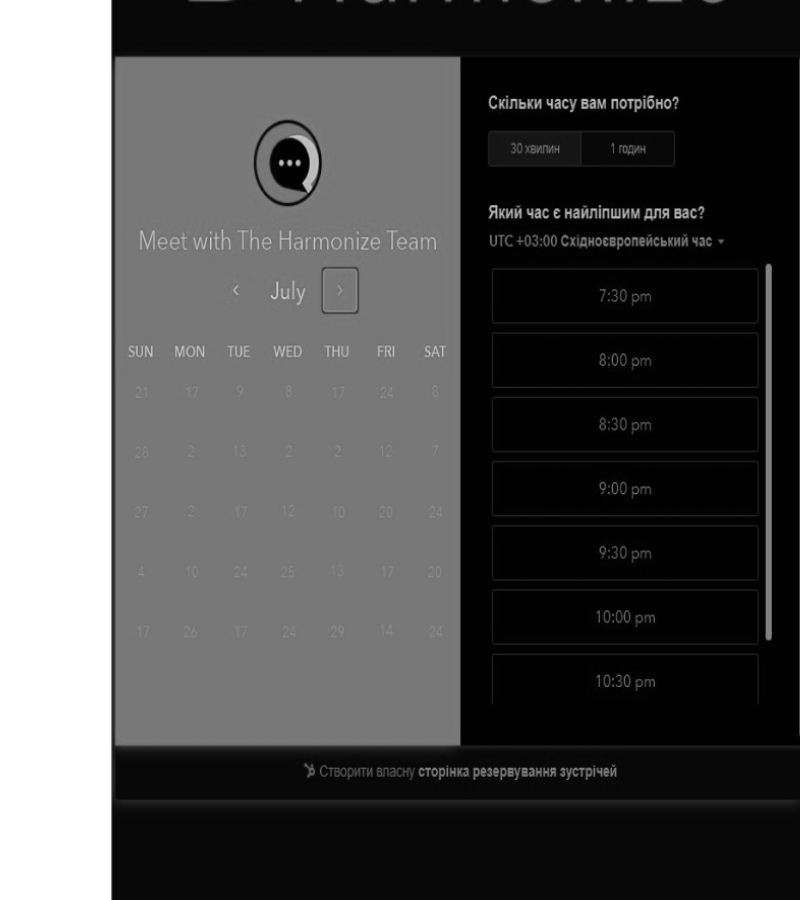 Meet with The Harmonize Team
July
SUN MON TUE WED THU FRI SAT
21 17 9 8 17 24 8
28 2 13 2 2 12 7
27 2 17 12 10 20 24
4 10 24 25 13 17 20
17 26 17 24 29 14 24
Скільки часу вам потрібно?
30 хвилин 1 годин
Який час є найліпшим для вас?
UTC +03:00 Східноєвропейський час
7:30 pm
8:00 pm
8:30 pm
9:00 pm
9:30 pm
10:00 pm
10:30 pm
Створити власну сторінка резервування зустрічей